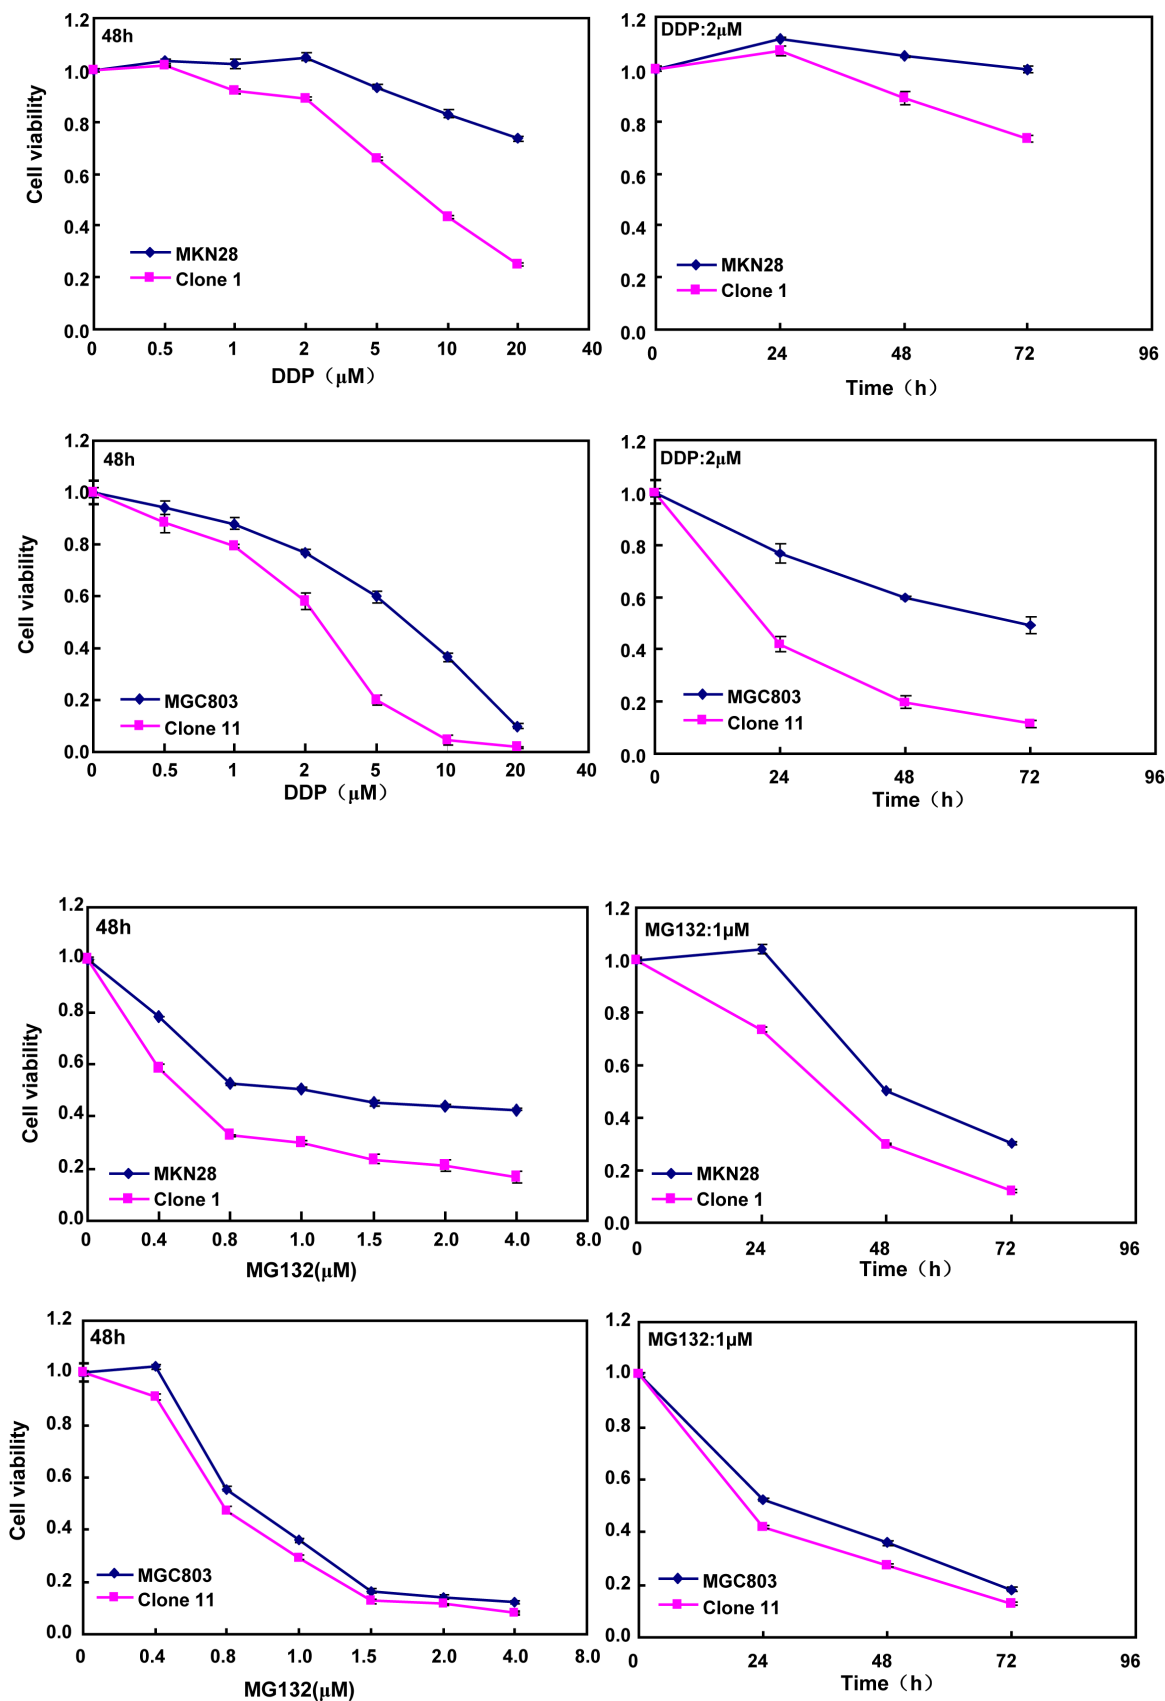 48h
1.2
1.0
0.8
0.6
0.4
0.2
0.0
Cell viability
MKN28
Clone 1
0 0.5 1 2 5 10 20 40
DDP（μM）
DDP:2μM
1.2
1.0
0.8
0.6
0.4
0.2
0.0
MKN28
Clone 1
0 24 48 72 96
Time（h）
48h
1.2
1.0
0.8
0.6
0.4
0.2
0.0
Cell viability
MGC803
Clone 11
0 0.5 1 2 5 10 20 40
DDP（μM）
DDP:2μM
1.2
1.0
0.8
0.6
0.4
0.2
0.0
MGC803
Clone 11
0 24 48 72 96
Time（h）
48h
1.2
1.0
0.8
0.6
0.4
0.2
0.0
Cell viability
MKN28
Clone 1
0 0.4 0.8 1.0 1.5 2.0 4.0 8.0
MG132(μM)
MG132:1μM
1.2
1.0
0.8
0.6
0.4
0.2
0.0
MKN28
Clone 1
0 24 48 72 96
Time（h）
48h
1.2
1.0
0.8
0.6
0.4
0.2
0.0
Cell viability
MGC803
Clone 11
0 0.4 0.8 1.0 1.5 2.0 4.0 8.0
MG132(μM)
MG132:1μM
1.2
1.0
0.8
0.6
0.4
0.2
0.0
MGC803
Clone 11
0 24 48 72 96
Time（h）